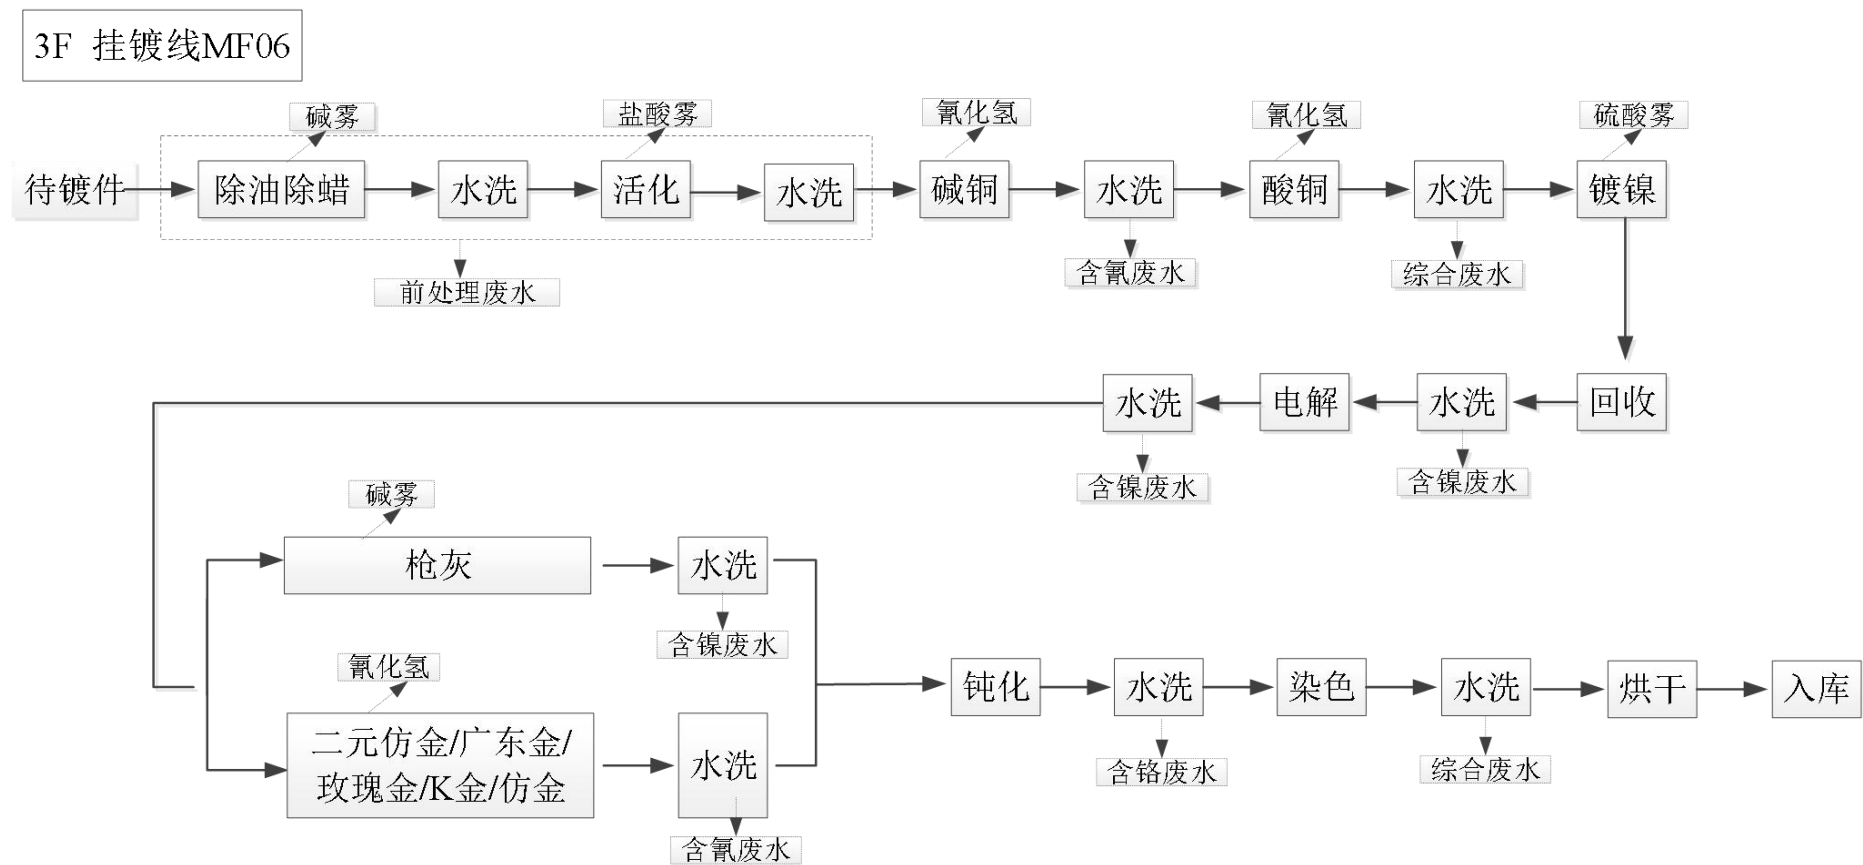 3F 挂镀线MF06
碱雾
盐酸雾
氰化氢
氰化氢
硫酸雾
待镀件
除油除蜡
水洗
活化
水洗
碱铜
水洗
酸铜
水洗
镀镍
前处理废水
含氰废水
综合废水
回收
水洗
电解
水洗
含镍废水
含镍废水
碱雾
枪灰
水洗
含镍废水
氰化氢
二元仿金/广东金/
玫瑰金/K金/仿金
水洗
含氰废水
钝化
水洗
染色
水洗
烘干
入库
含铬废水
综合废水